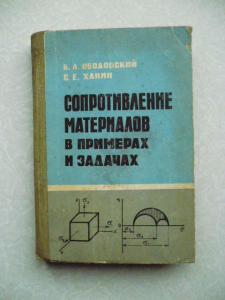 Б. А. ОБОДОВСКИЙ
С. Е. ХАНИН
СОПРОТИВЛЕНИЕ
МАТЕРИАЛОВ
В ПРИМЕРАХ
И ЗАДАЧАХ